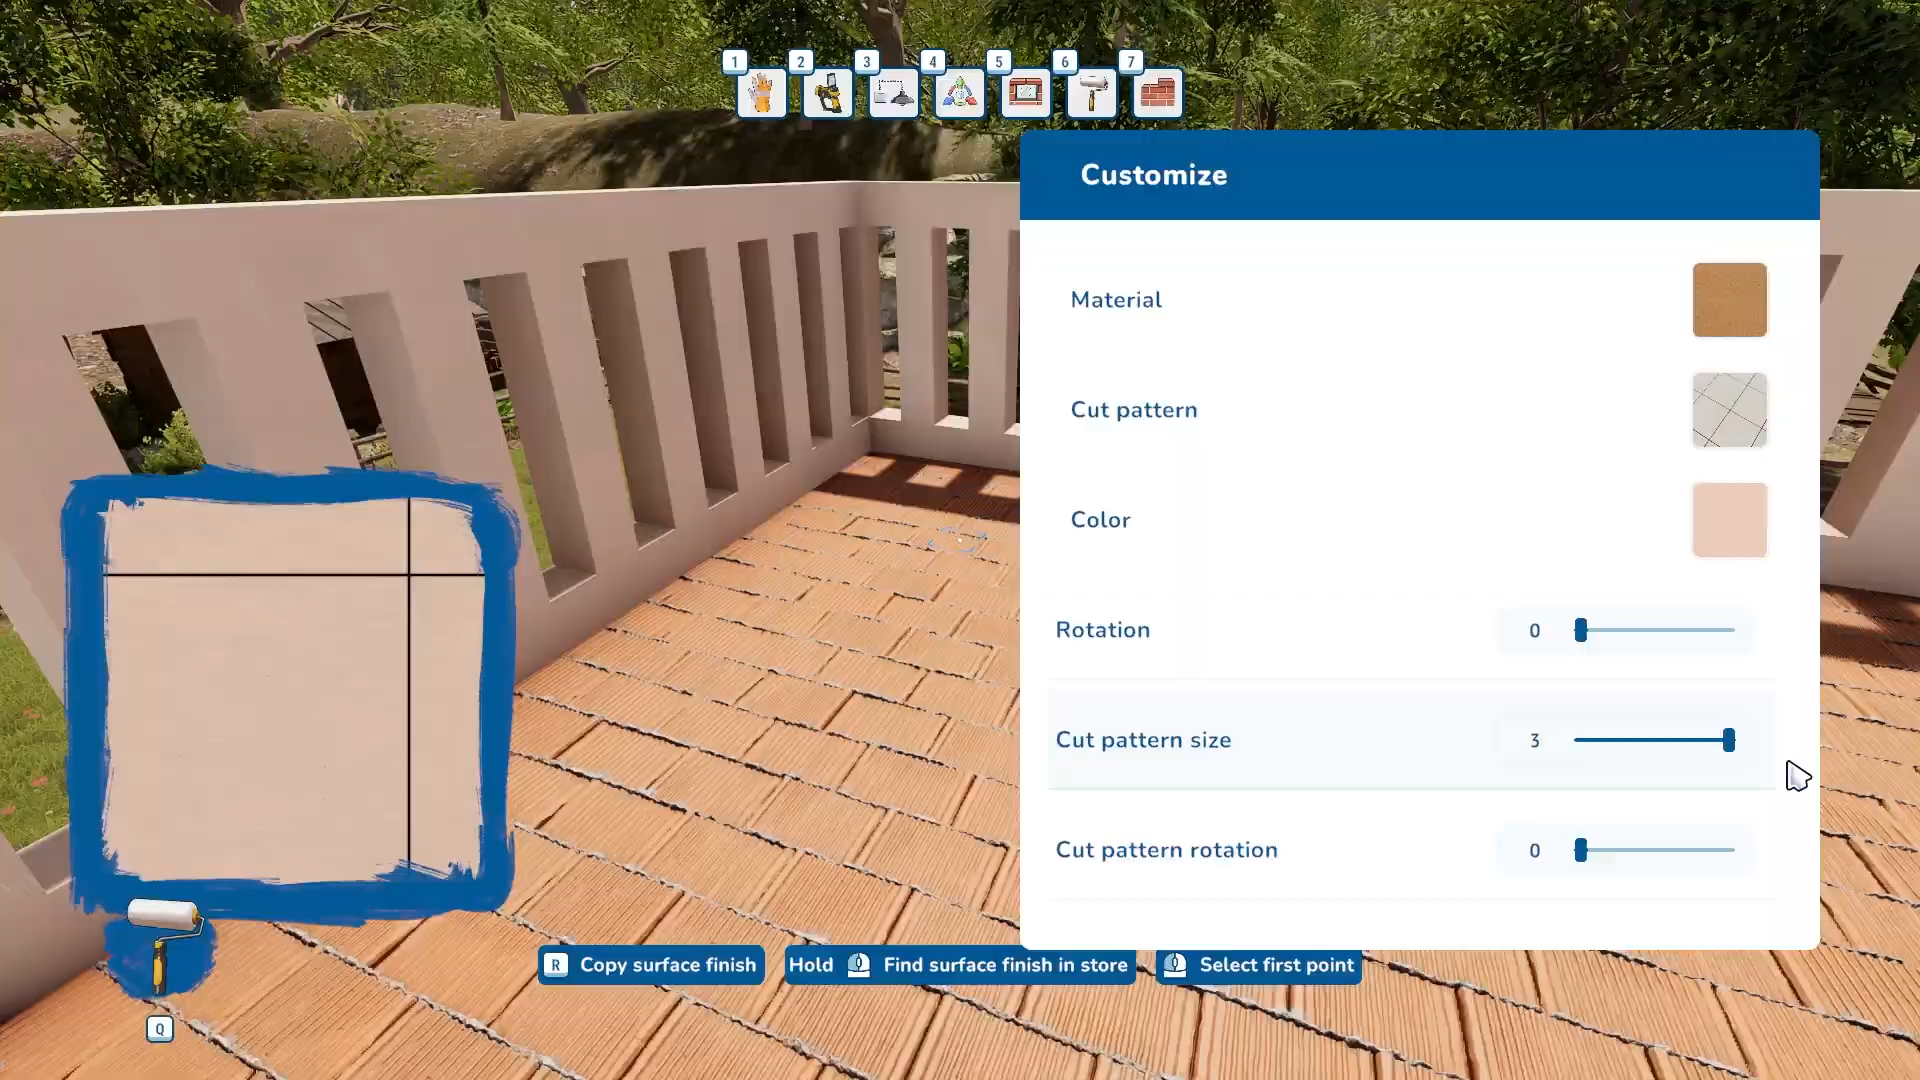 1 2 3 4 5 6 7
Customize
Material
Cut pattern
Color
Rotation 0
Cut pattern size 3
Cut pattern rotation 0
R Copy surface finish Hold Find surface finish in store Select first point
Q